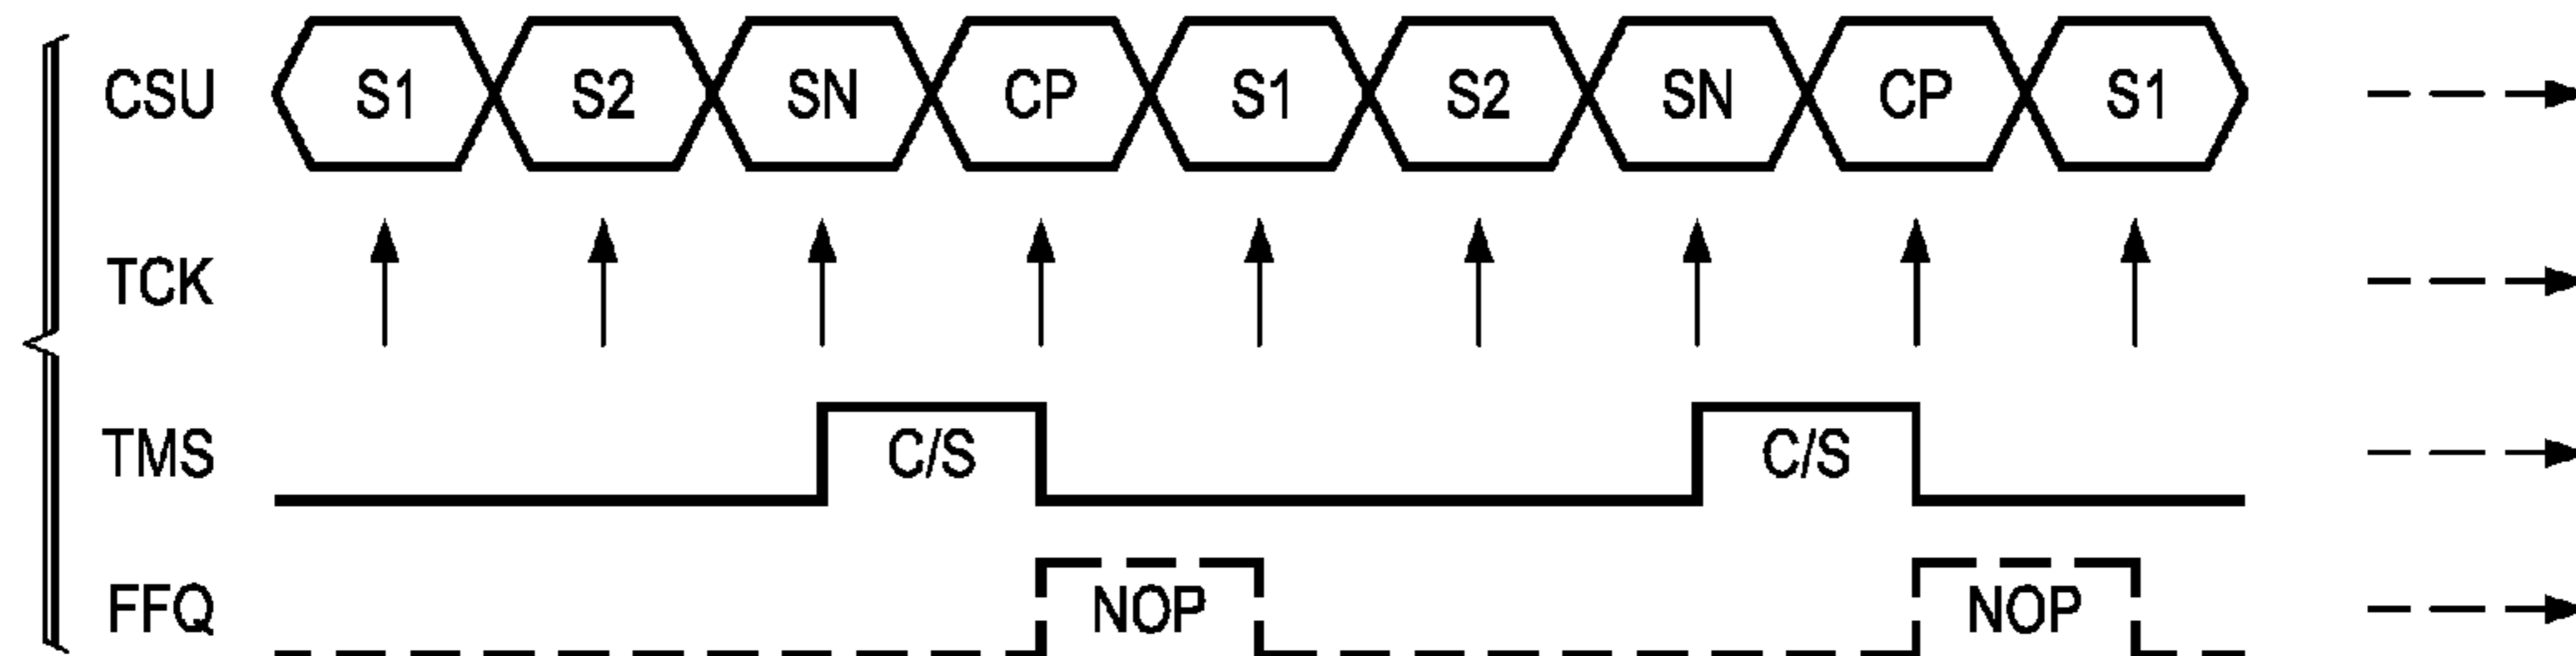 CSU S1 S2 SN CP S1 S2 SN CP S1
TCK
TMS C/S C/S
FFQ NOP NOP